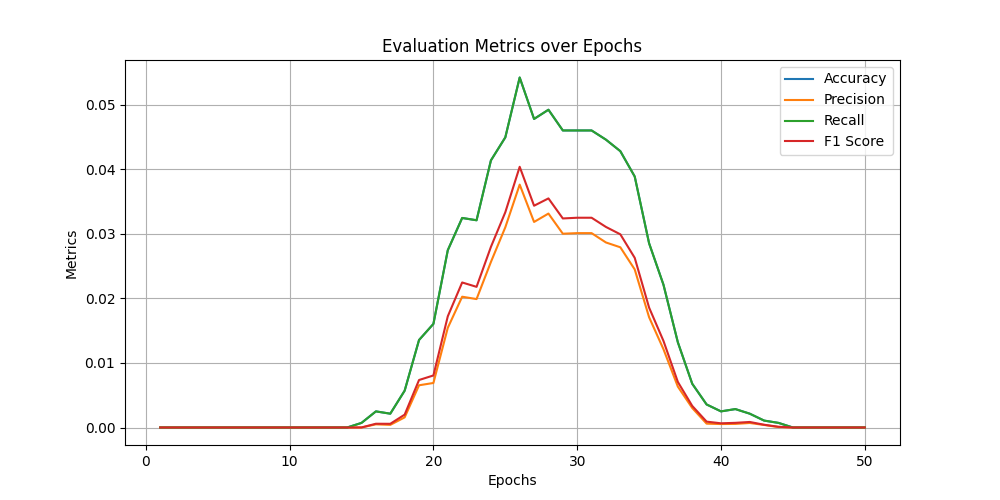 Evaluation Metrics over Epochs
Accuracy
Precision
Recall
F1 Score
0.05
0.04
0.03
0.02
0.01
0.00
Metrics
0 10 20 30 40 50
Epochs